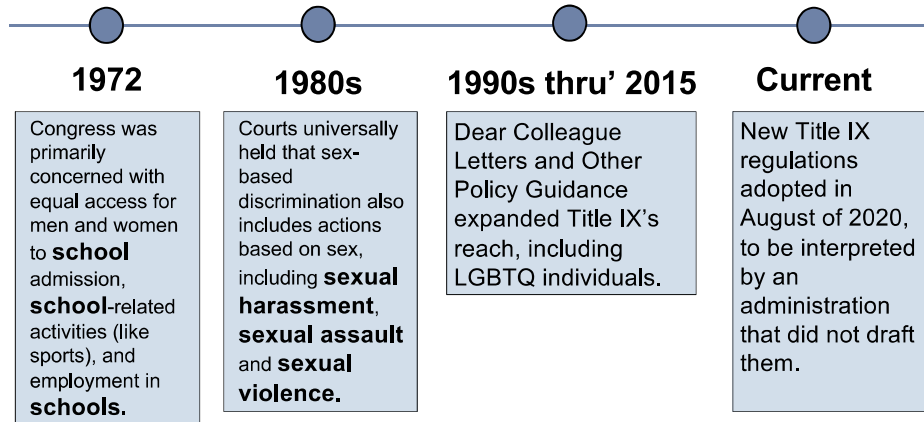 1972
Congress was
primarily
concerned with
equal access for
men and women
to school
admission,
school-related
activities (like
sports), and
employment in
schools.
1980s
Courts universally
held that sex-
based
discrimination also
includes actions
based on sex,
including sexual
harassment,
sexual assault
and sexual
violence.
1990s thru’ 2015
Dear Colleague
Letters and Other
Policy Guidance
expanded Title IX’s
reach, including
LGBTQ individuals.
Current
New Title IX
regulations
adopted in
August of 2020,
to be interpreted
by an
administration
that did not draft
them.